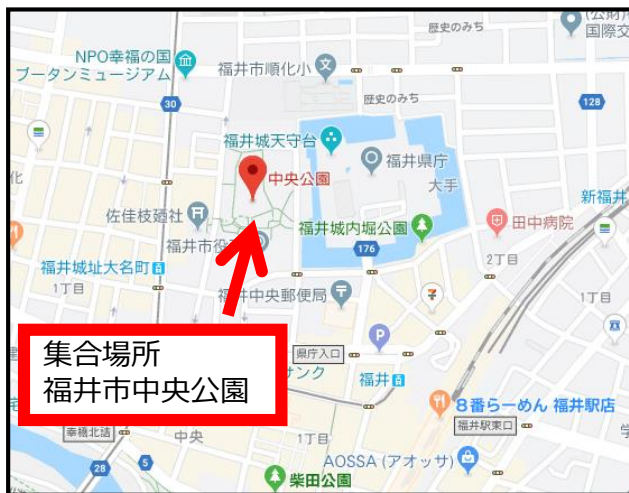 歴史のみち
(公財)
国際交
NPO幸福の国
ブータンミュージアム
福井市順化小
30
歴史のみち
128
福井城天守台
中央公園
福井県庁
大手
化
佐佳枝廼社
新福井
福井城内堀公園
田中病院
福井市役
176
2丁目
福井城址大名町
1丁目
福井中央郵便局
1丁目
集合場所
福井市中央公園
県庁入口
サンク
福井
8番らーめん 福井駅店
福井駅東口
幸橋北詰
中央
1丁目
AOSSA (アオッサ)
28
5
柴田公園